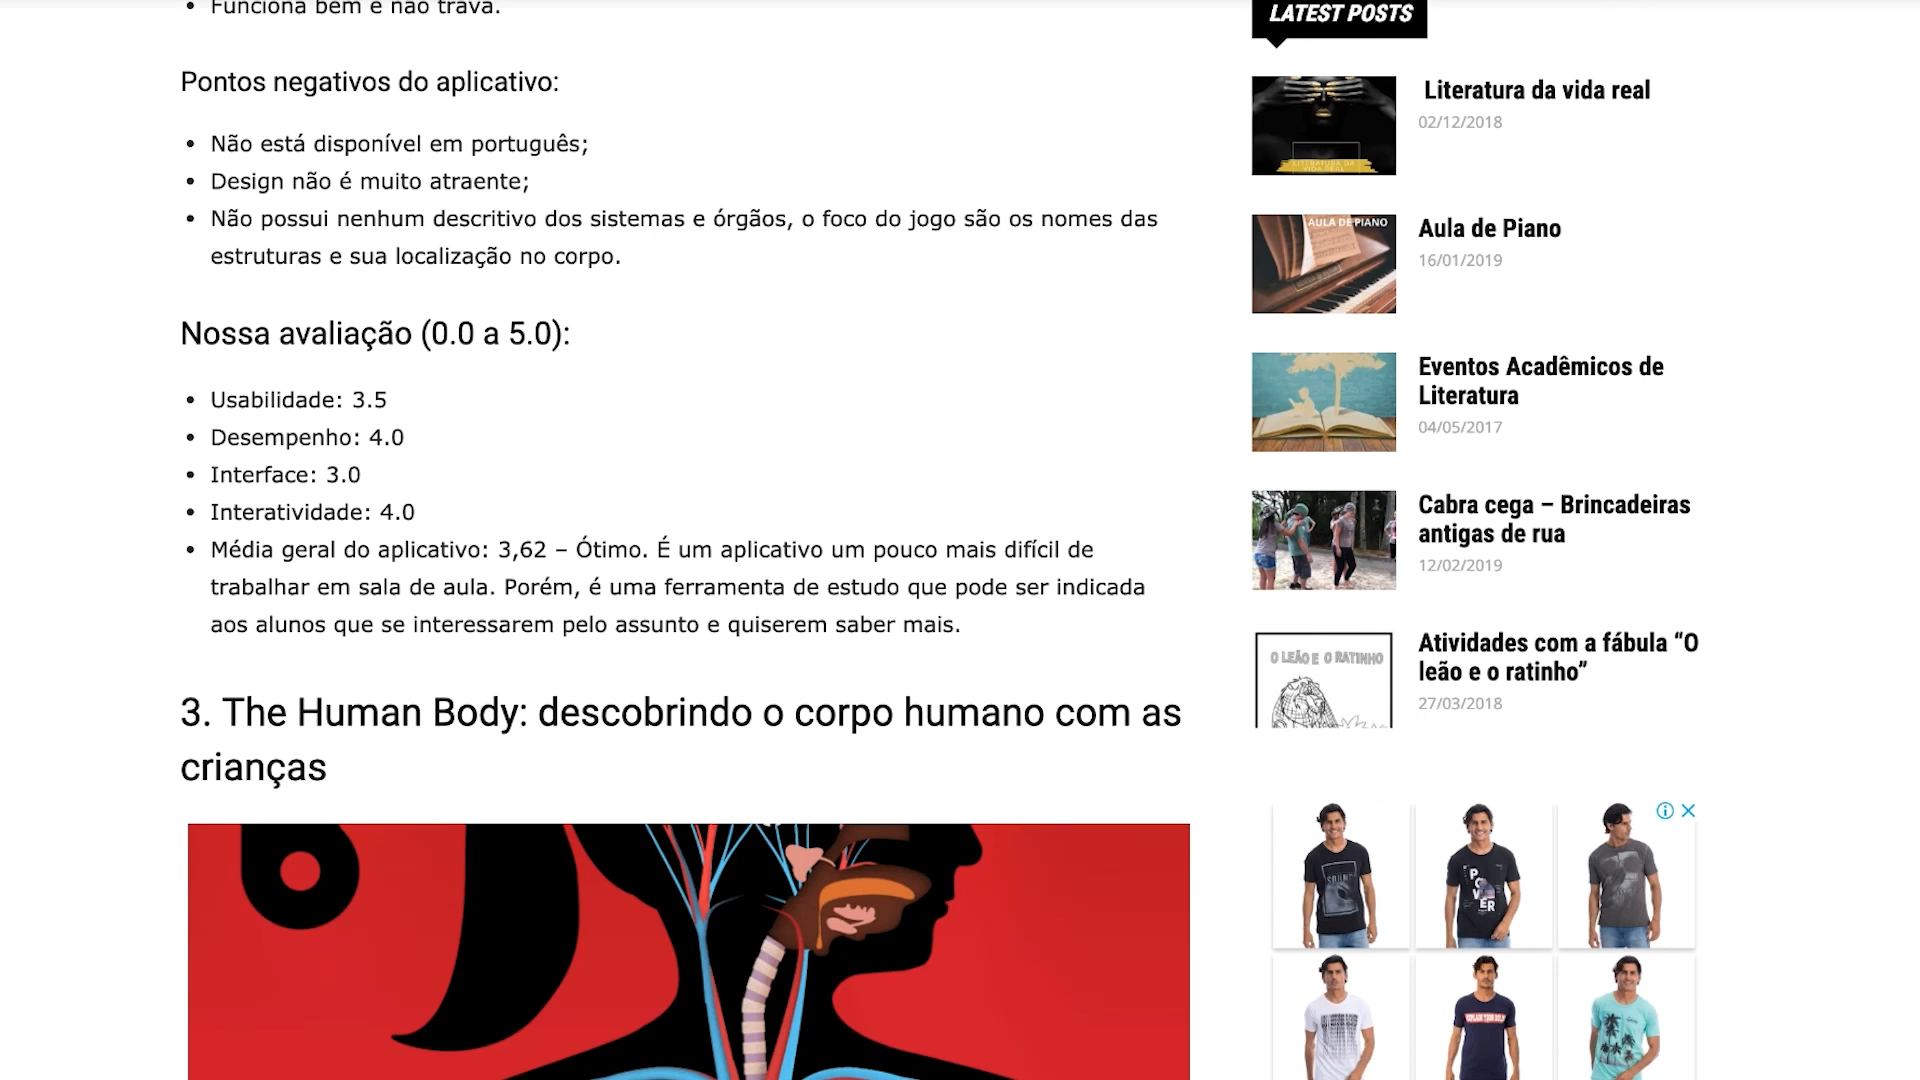 Funciona bem e não trava.
Pontos negativos do aplicativo:
Não está disponível em português;
Design não é muito atraente;
Não possui nenhum descritivo dos sistemas e órgãos, o foco do jogo são os nomes das
estruturas e sua localização no corpo.
Nossa avaliação (0.0 a 5.0):
Usabilidade: 3.5
Desempenho: 4.0
Interface: 3.0
Interatividade: 4.0
Média geral do aplicativo: 3,62 – Ótimo. É um aplicativo um pouco mais difícil de
trabalhar em sala de aula. Porém, é uma ferramenta de estudo que pode ser indicada
aos alunos que se interessarem pelo assunto e quiserem saber mais.
3. The Human Body: descobrindo o corpo humano com as
crianças
LATEST POSTS
LITERATURA DA
VIDA REAL
Literatura da vida real
02/12/2018
AULA DE PIANO
Aula de Piano
16/01/2019
Eventos Acadêmicos de
Literatura
04/05/2017
Cabra cega – Brincadeiras
antigas de rua
12/02/2019
O LEÃO E O RATINHO
Atividades com a fábula “O
leão e o ratinho”
27/03/2018
SOUND
POWER